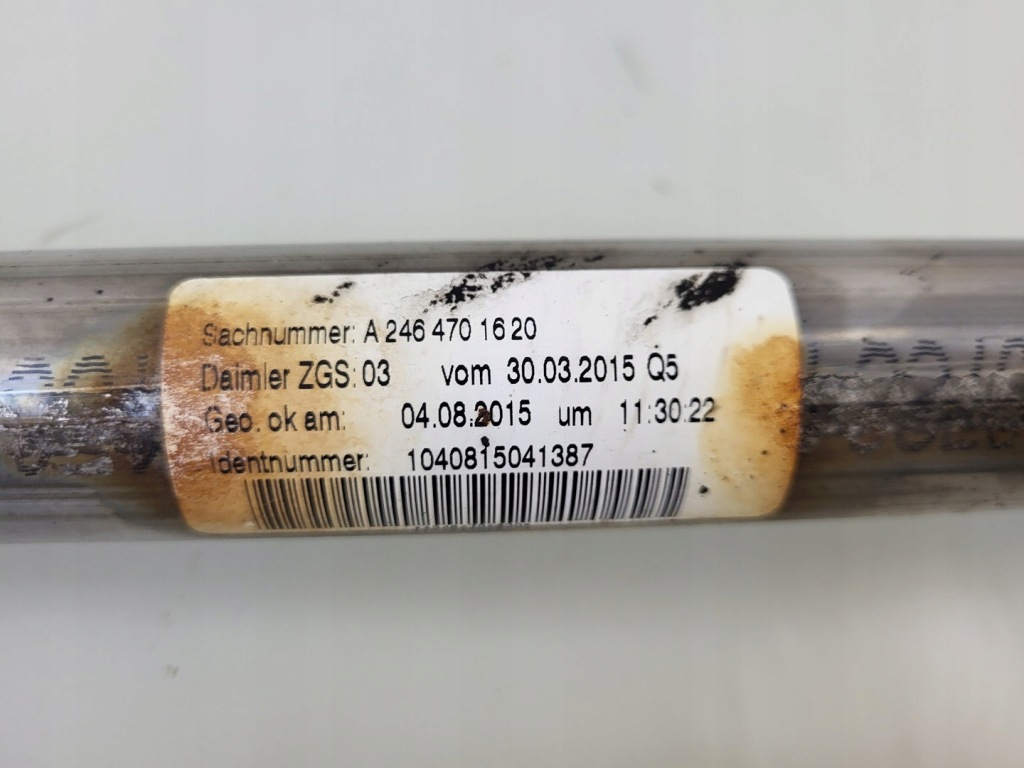 Sachnummer: A 246 470 16 20
Daimler ZGS: 03 vom 30.03.2015 Q5
Geo. ok am: 04.08.2015 um 11:30:22
Identnummer: 1040815041387